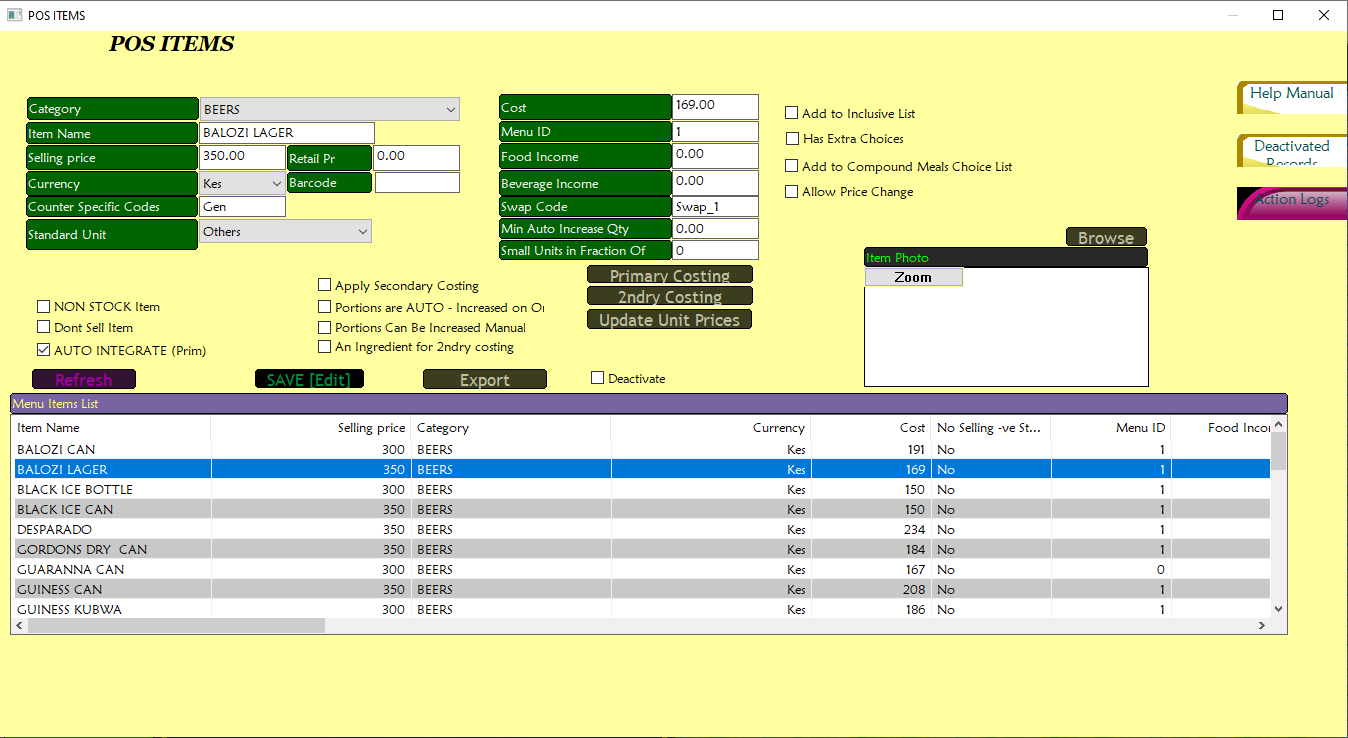 POS ITEMS
POS ITEMS
Help Manual
Deactivated
Records
Action Logs
Category BEERS
Item Name BALOZI LAGER
Selling price 350.00 Retail Pr 0.00
Currency Kes Barcode
Counter Specific Codes Gen
Standard Unit Others
Cost 169.00
Menu ID 1
Food Income 0.00
Beverage Income 0.00
Swap Code Swap_1
Min Auto Increase Qty 0.00
Small Units in Fraction Of 0
Add to Inclusive List
Has Extra Choices
Add to Compound Meals Choice List
Allow Price Change
Browse
Item Photo
Zoom
Primary Costing
2ndry Costing
Update Unit Prices
NON STOCK Item
Dont Sell Item
AUTO INTEGRATE (Prim)
Apply Secondary Costing
Portions are AUTO - Increased on Or
Portions Can Be Increased Manual
An Ingredient for 2ndry costing
Refresh SAVE [Edit] Export Deactivate
Menu Items List
Item Name Selling price Category Currency Cost No Selling -ve St... Menu ID Food Incor
BALOZI CAN 300 BEERS Kes 191 No 1
BALOZI LAGER 350 BEERS Kes 169 No 1
BLACK ICE BOTTLE 300 BEERS Kes 150 No 1
BLACK ICE CAN 350 BEERS Kes 150 No 1
DESPARADO 350 BEERS Kes 234 No 1
GORDONS DRY CAN 350 BEERS Kes 184 No 1
GUARANNA CAN 300 BEERS Kes 167 No 0
GUINESS CAN 350 BEERS Kes 208 No 1
GUINESS KUBWA 300 BEERS Kes 186 No 1